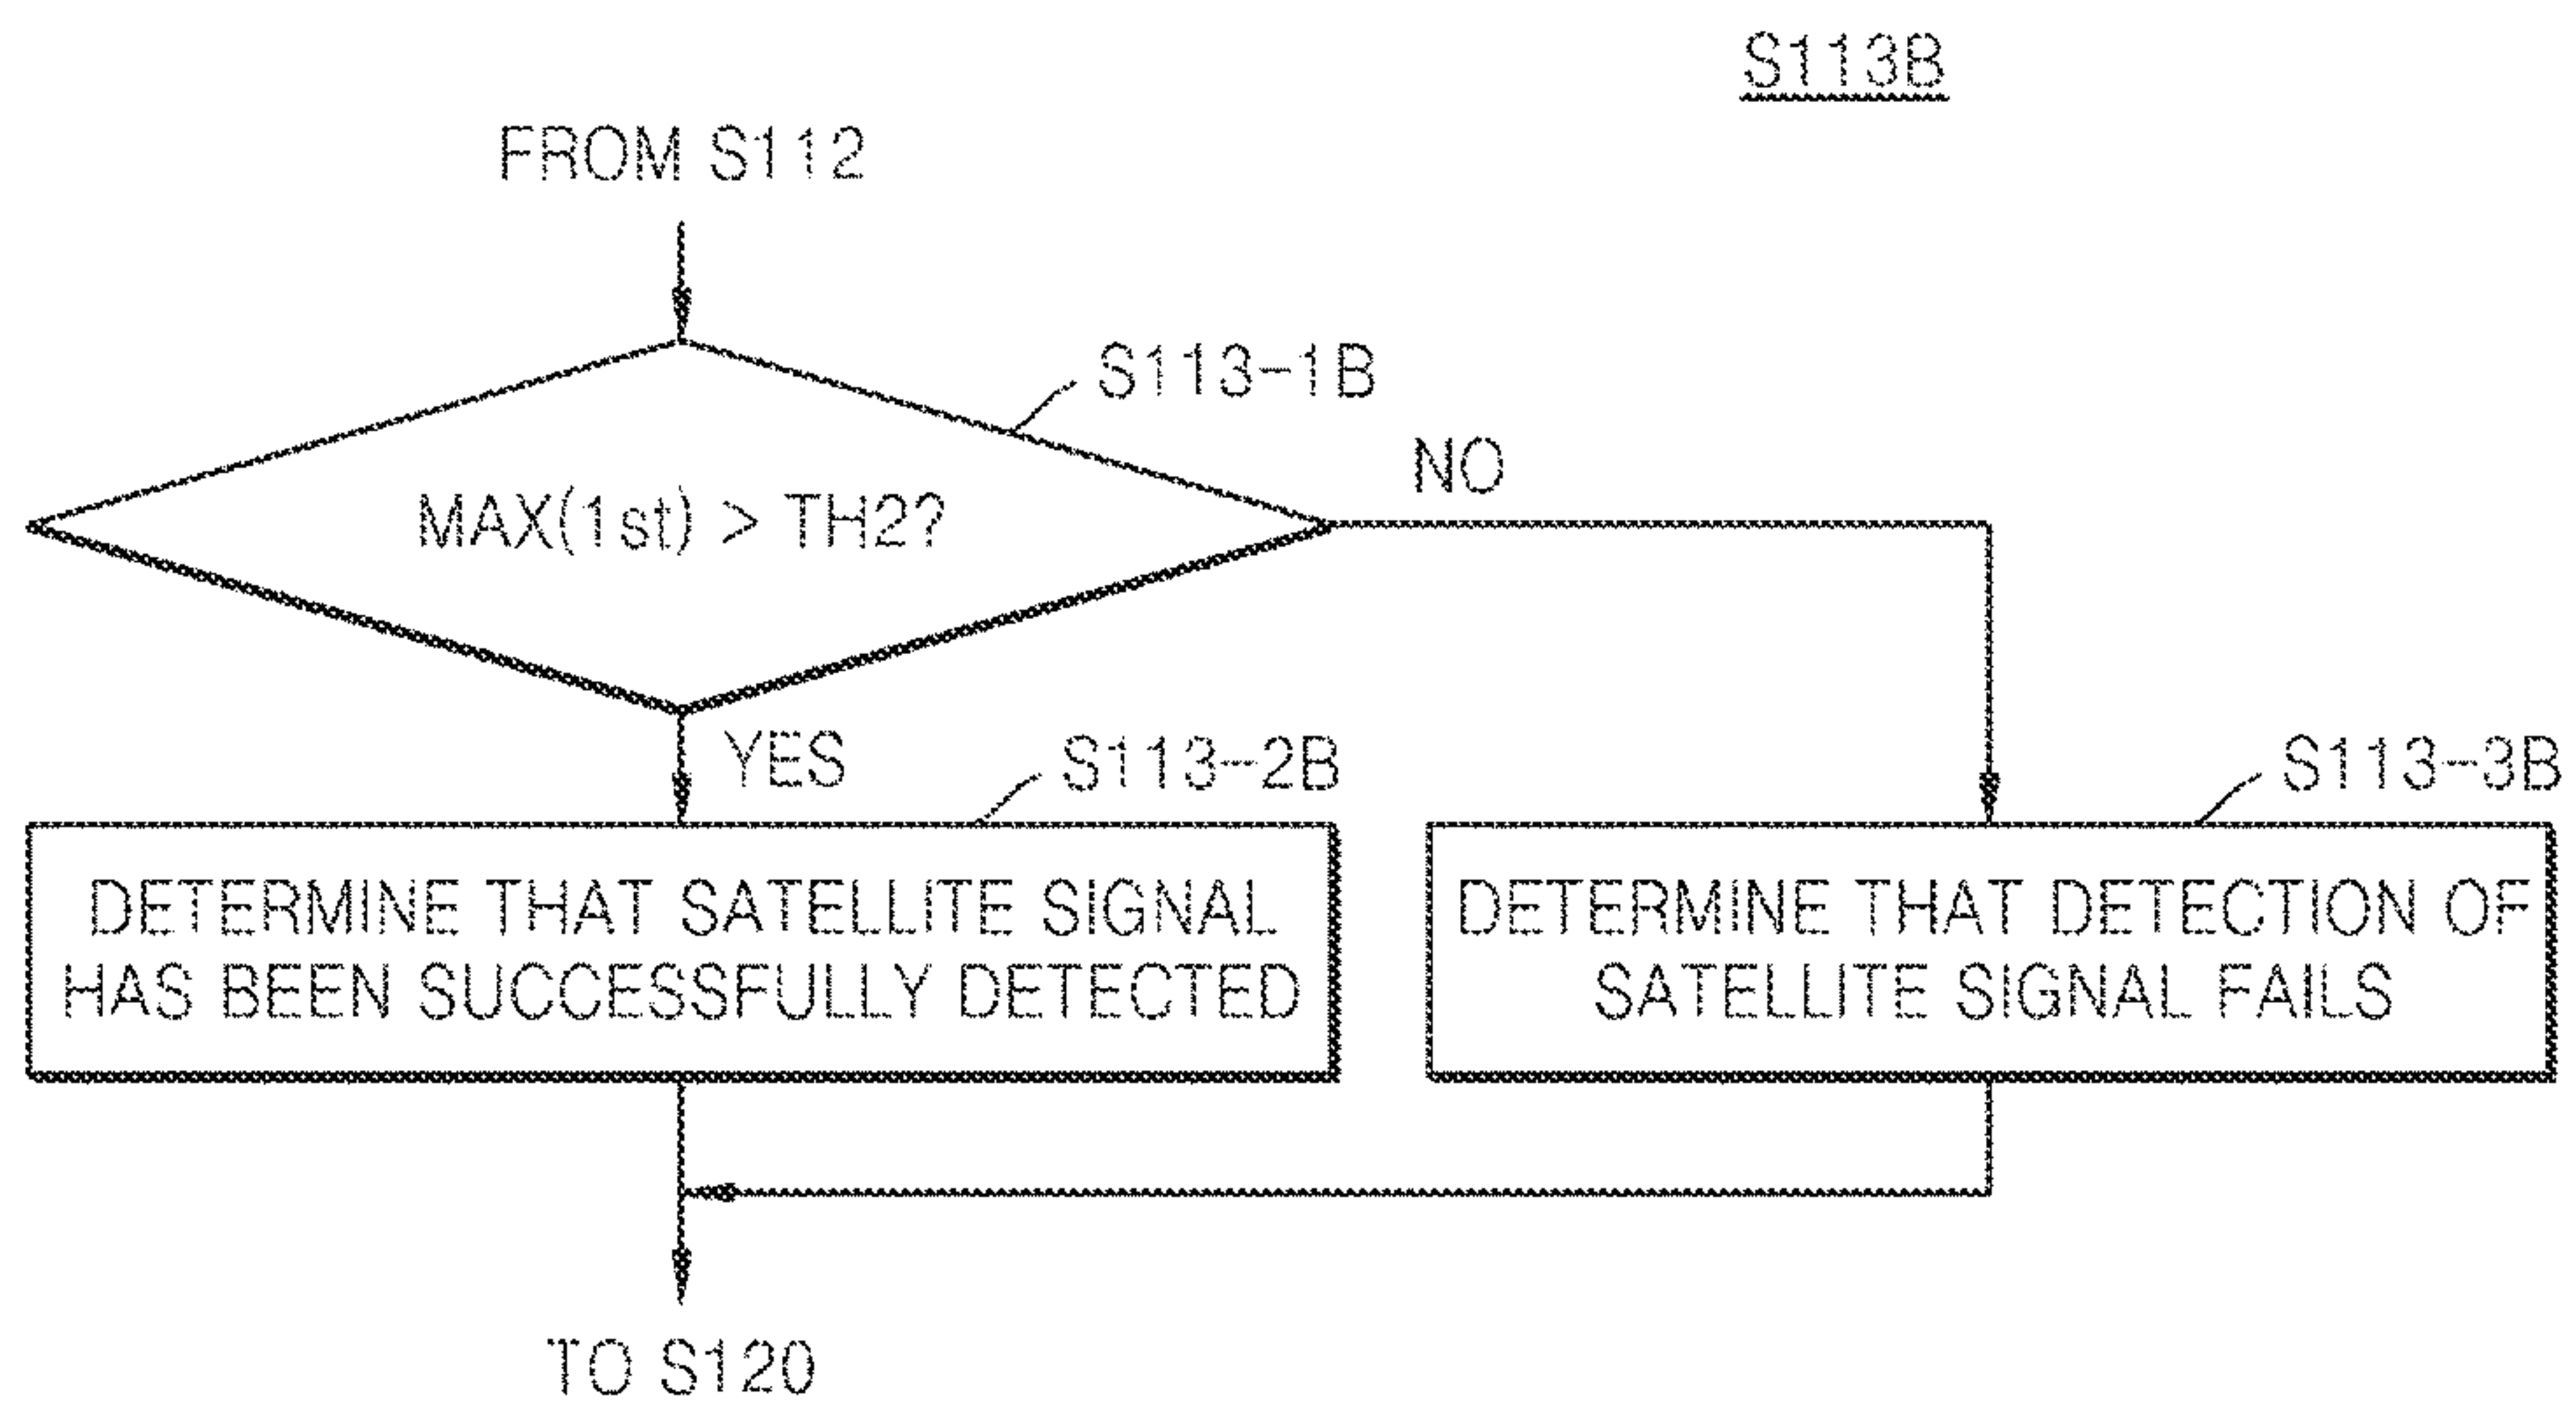 S113B
FROM S112
S113-1B
MAX(1st) > TH2?
NO
YES
S113-2B
S113-3B
DETERMINE THAT SATELLITE SIGNAL
HAS BEEN SUCCESSFULLY DETECTED
DETERMINE THAT DETECTION OF
SATELLITE SIGNAL FAILS
TO S120